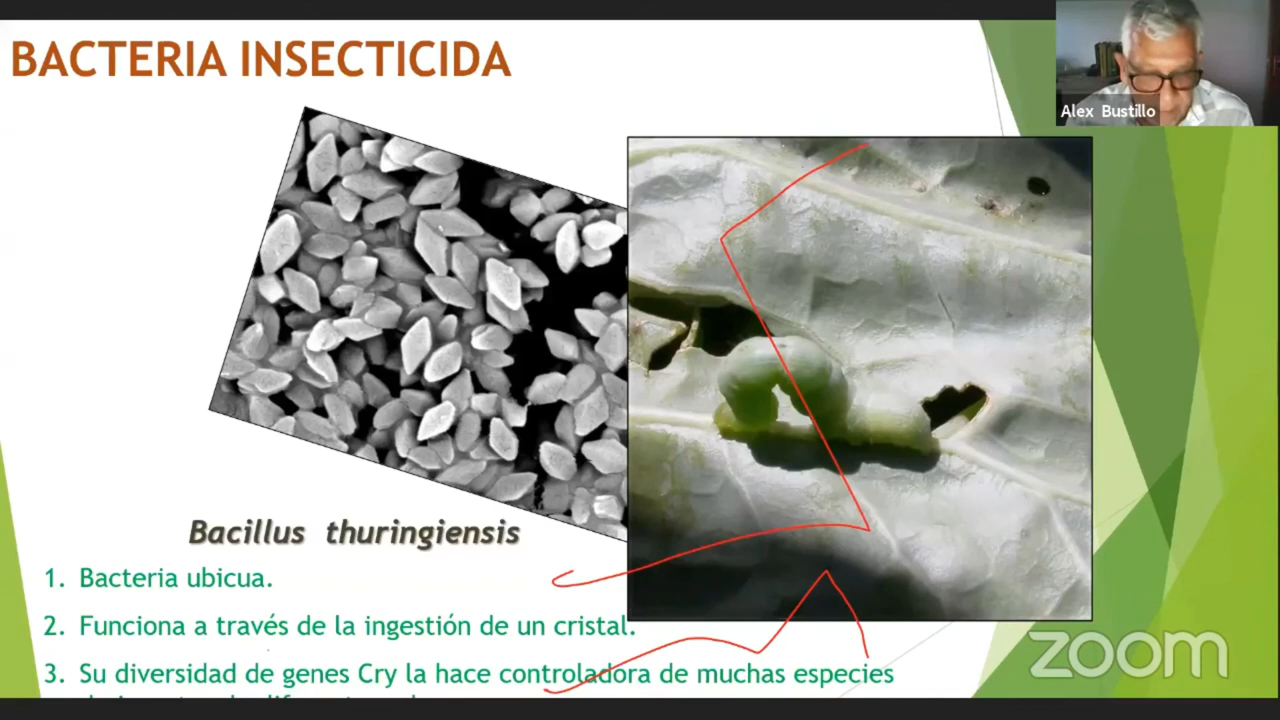 BACTERIA INSECTICIDA
Alex Bustillo
Bacillus thuringiensis
1. Bacteria ubicua.
2. Funciona a través de la ingestión de un cristal.
3. Su diversidad de genes Cry la hace controladora de muchas especies
zoom